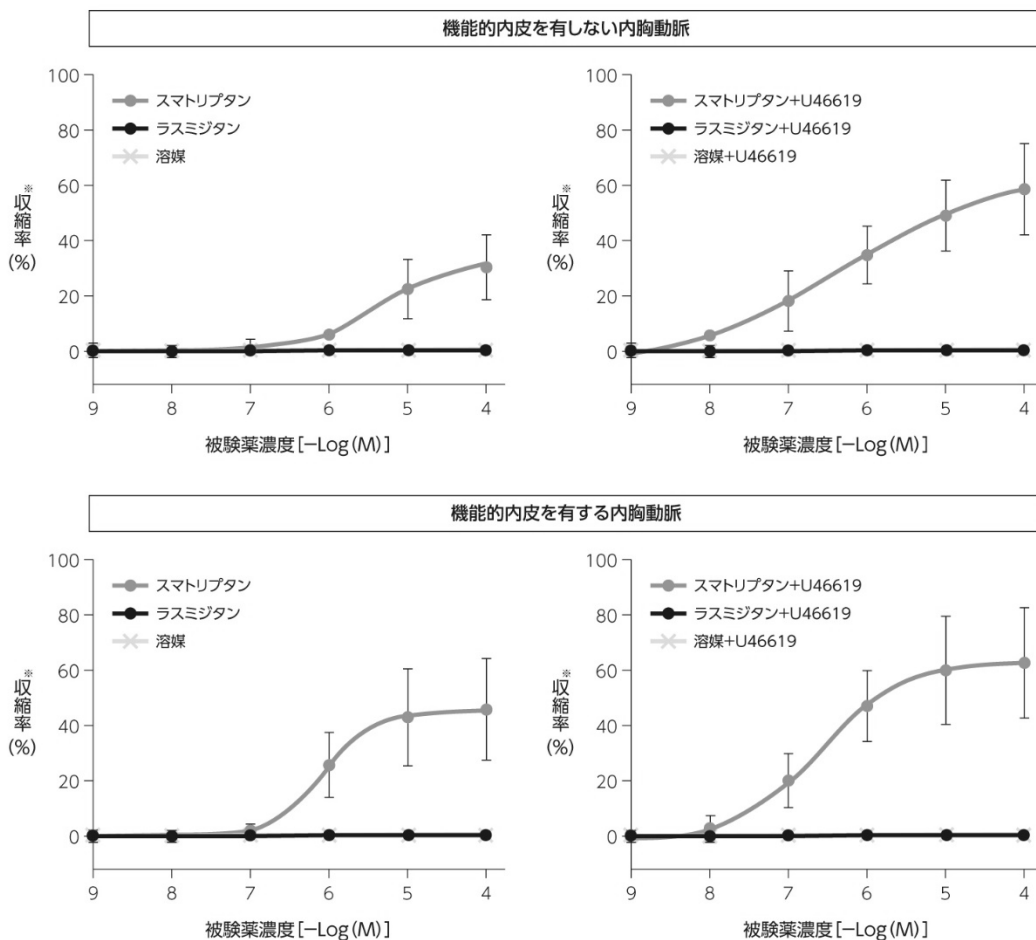 機能的内皮を有しない内胸動脈
100
80
60
40
20
0
収縮率※
(%)
スマトリプタン
ラスミジタン
溶媒
9 8 7 6 5 4
被験薬濃度[−Log(M)]
100
80
60
40
20
0
収縮率※
(%)
スマトリプタン+U46619
ラスミジタン+U46619
溶媒+U46619
9 8 7 6 5 4
被験薬濃度[−Log(M)]
機能的内皮を有する内胸動脈
100
80
60
40
20
0
収縮率※
(%)
スマトリプタン
ラスミジタン
溶媒
9 8 7 6 5 4
被験薬濃度[−Log(M)]
100
80
60
40
20
0
収縮率※
(%)
スマトリプタン+U46619
ラスミジタン+U46619
溶媒+U46619
9 8 7 6 5 4
被験薬濃度[−Log(M)]